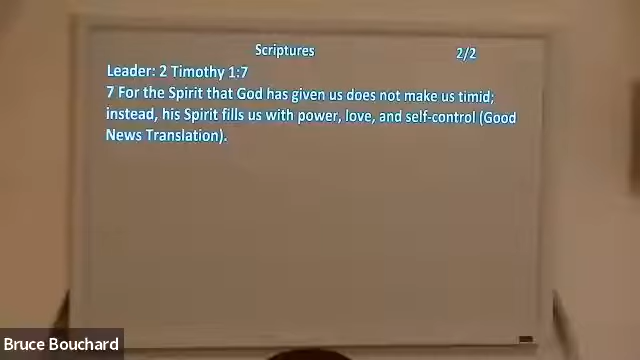 Scriptures 2/2
Leader: 2 Timothy 1:7
7 For the Spirit that God has given us does not make us timid;
instead, his Spirit fills us with power, love, and self-control (Good
News Translation).
Bruce Bouchard